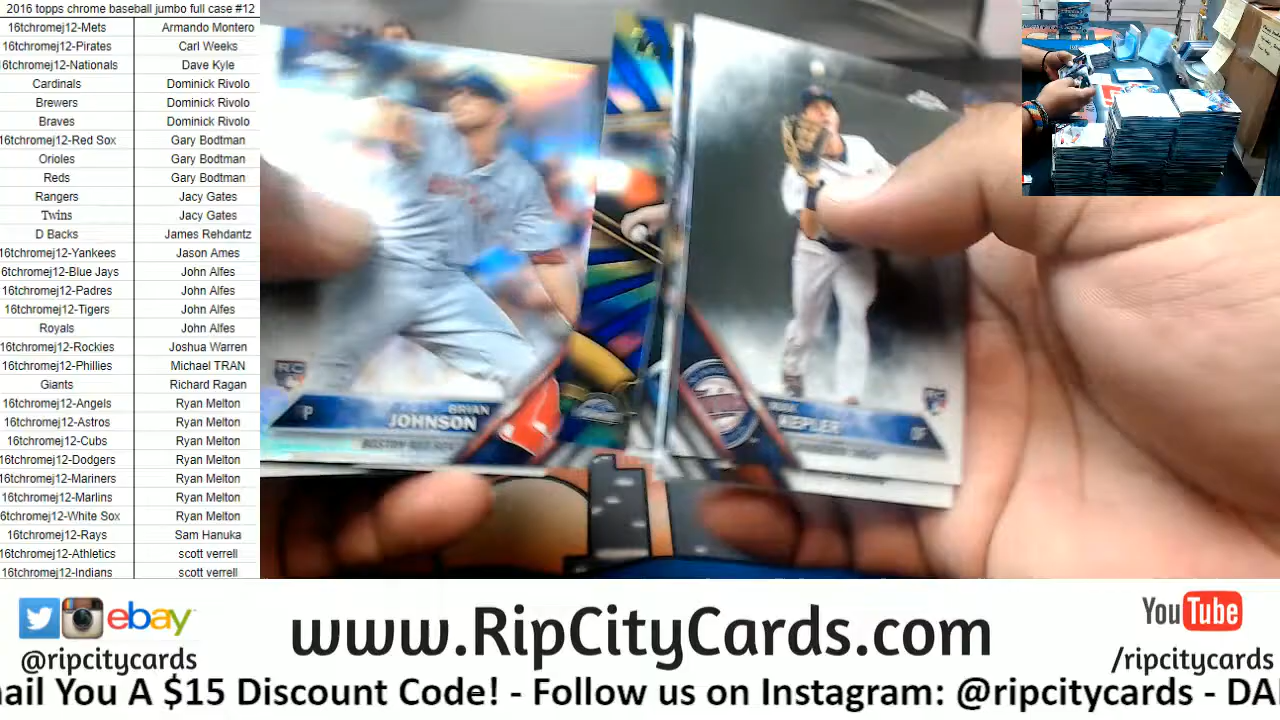 2016 topps chrome baseball jumbo full case #12
16tchromej12-Mets Armando Montero
16tchromej12-Pirates Carl Weeks
16tchromej12-Nationals Dave Kyle
Cardinals Dominick Rivolo
Brewers Dominick Rivolo
Braves Dominick Rivolo
16tchromej12-Red Sox Gary Bodtman
Orioles Gary Bodtman
Reds Gary Bodtman
Rangers Jacy Gates
Twins Jacy Gates
D Backs James Rehdantz
16tchromej12-Yankees Jason Ames
6tchromej12-Blue Jays John Alfes
16tchromej12-Padres John Alfes
16tchromej12-Tigers John Alfes
Royals John Alfes
16tchromej12-Rockies Joshua Warren
16tchromej12-Phillies Michael TRAN
Giants Richard Ragan
16tchromej12-Angels Ryan Melton
16tchromej12-Astros Ryan Melton
16tchromej12-Cubs Ryan Melton
16tchromej12-Dodgers Ryan Melton
16tchromej12-Mariners Ryan Melton
16tchromej12-Marlins Ryan Melton
6tchromej12-White Sox Ryan Melton
16tchromej12-Rays Sam Hanuka
16tchromej12-Athletics scott verrell
16tchromej12-Indians scott verrell
RC
P
BRIAN
JOHNSON
BOSTON RED SOX
KEPLER
OF
ebay
@ripcitycards
www.RipCityCards.com
YouTube
/ripcitycards
ail You A $15 Discount Code! - Follow us on Instagram: @ripcitycards - DA